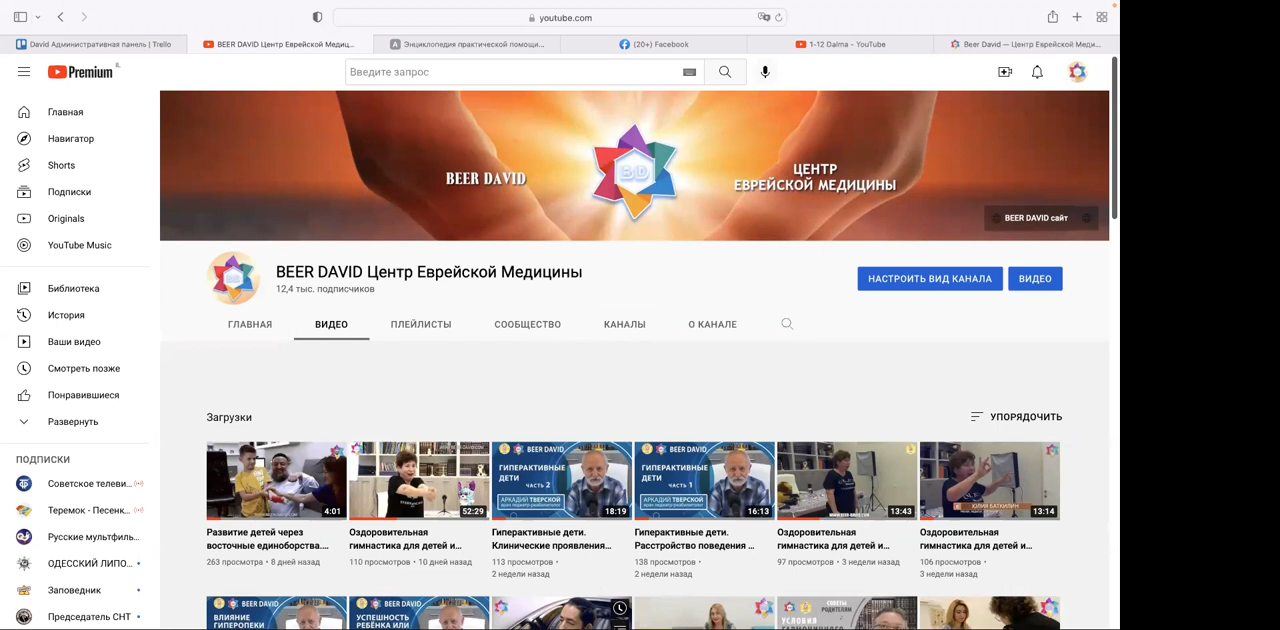 youtube.com
David Административная панель | Trello
BEER DAVID Центр Еврейской Медиц...
Энциклопедия практической помощи...
(20+) Facebook
1-12 Daima - YouTube
Beer David — Центр Еврейской Меди...
Premium IL
Введите запрос
Главная
Навигатор
Shorts
Подписки
Originals
YouTube Music
Библиотека
История
Ваши видео
Смотреть позже
Понравившиеся
Развернуть
ПОДПИСКИ
Советское телеви...
Теремок - Песенк...
Русские мультфиль...
ОДЕССКИЙ ЛИПО...
Заповедник
Председатель СНТ
BEER DAVID
BD
ЦЕНТР
ЕВРЕЙСКОЙ МЕДИЦИНЫ
BEER DAVID сайт
BEER DAVID Центр Еврейской Медицины
12,4 тыс. подписчиков
НАСТРОИТЬ ВИД КАНАЛА
ВИДЕО
ГЛАВНАЯ
ВИДЕО
ПЛЕЙЛИСТЫ
СООБЩЕСТВО
КАНАЛЫ
О КАНАЛЕ
Загрузки
УПОРЯДОЧИТЬ
4:01
Развитие детей через
восточные единоборства....
263 просмотра • 8 дней назад
52:29
Оздоровительная
гимнастика для детей и...
110 просмотров • 10 дней назад
BEER DAVID
ГИПЕРАКТИВНЫЕ
ДЕТИ
ЧАСТЬ 2
АРКАДИЙ ТВЕРСКОЙ
18:19
Гиперактивные дети.
Клинические проявления...
113 просмотров •
2 недели назад
BEER DAVID
ГИПЕРАКТИВНЫЕ
ДЕТИ
ЧАСТЬ 1
АРКАДИЙ ТВЕРСКОЙ
16:13
Гиперактивные дети.
Расстройство поведения ...
138 просмотров •
2 недели назад
13:43
Оздоровительная
гимнастика для детей и...
97 просмотров • 3 недели назад
ЮЛИЯ БАТКИЛИН
13:14
Оздоровительная
гимнастика для детей и...
106 просмотров •
3 недели назад
BEER DAVID
ВЛИЯНИЕ
ГИПЕРОПЕКИ
BEER DAVID
УСПЕШНОСТЬ
РЕБЁНКА ИЛИ
СОВЕТЫ
РОДИТЕЛЯМ
УСЛОВИЯ